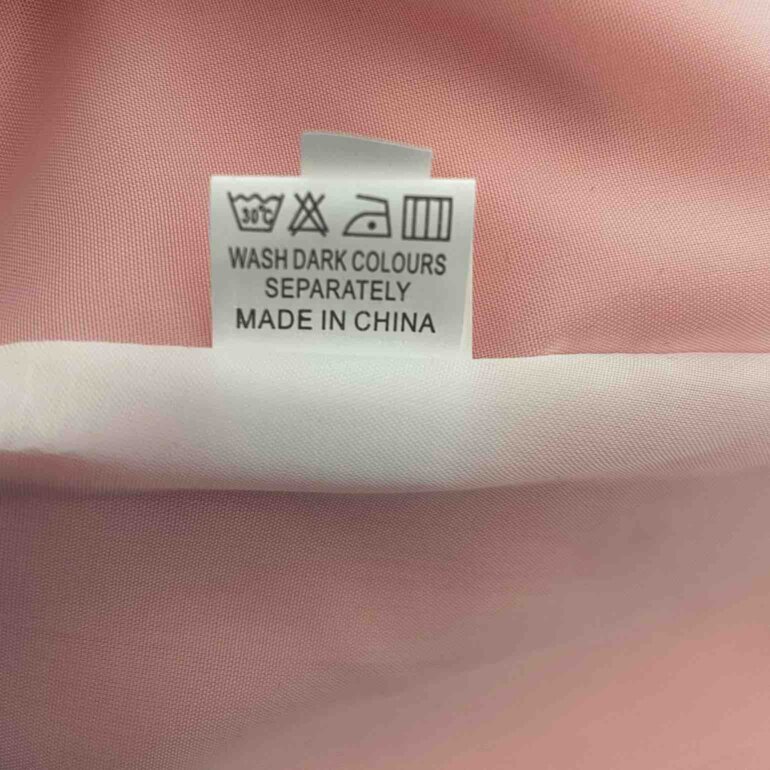 30°C
WASH DARK COLOURS
SEPARATELY
MADE IN CHINA